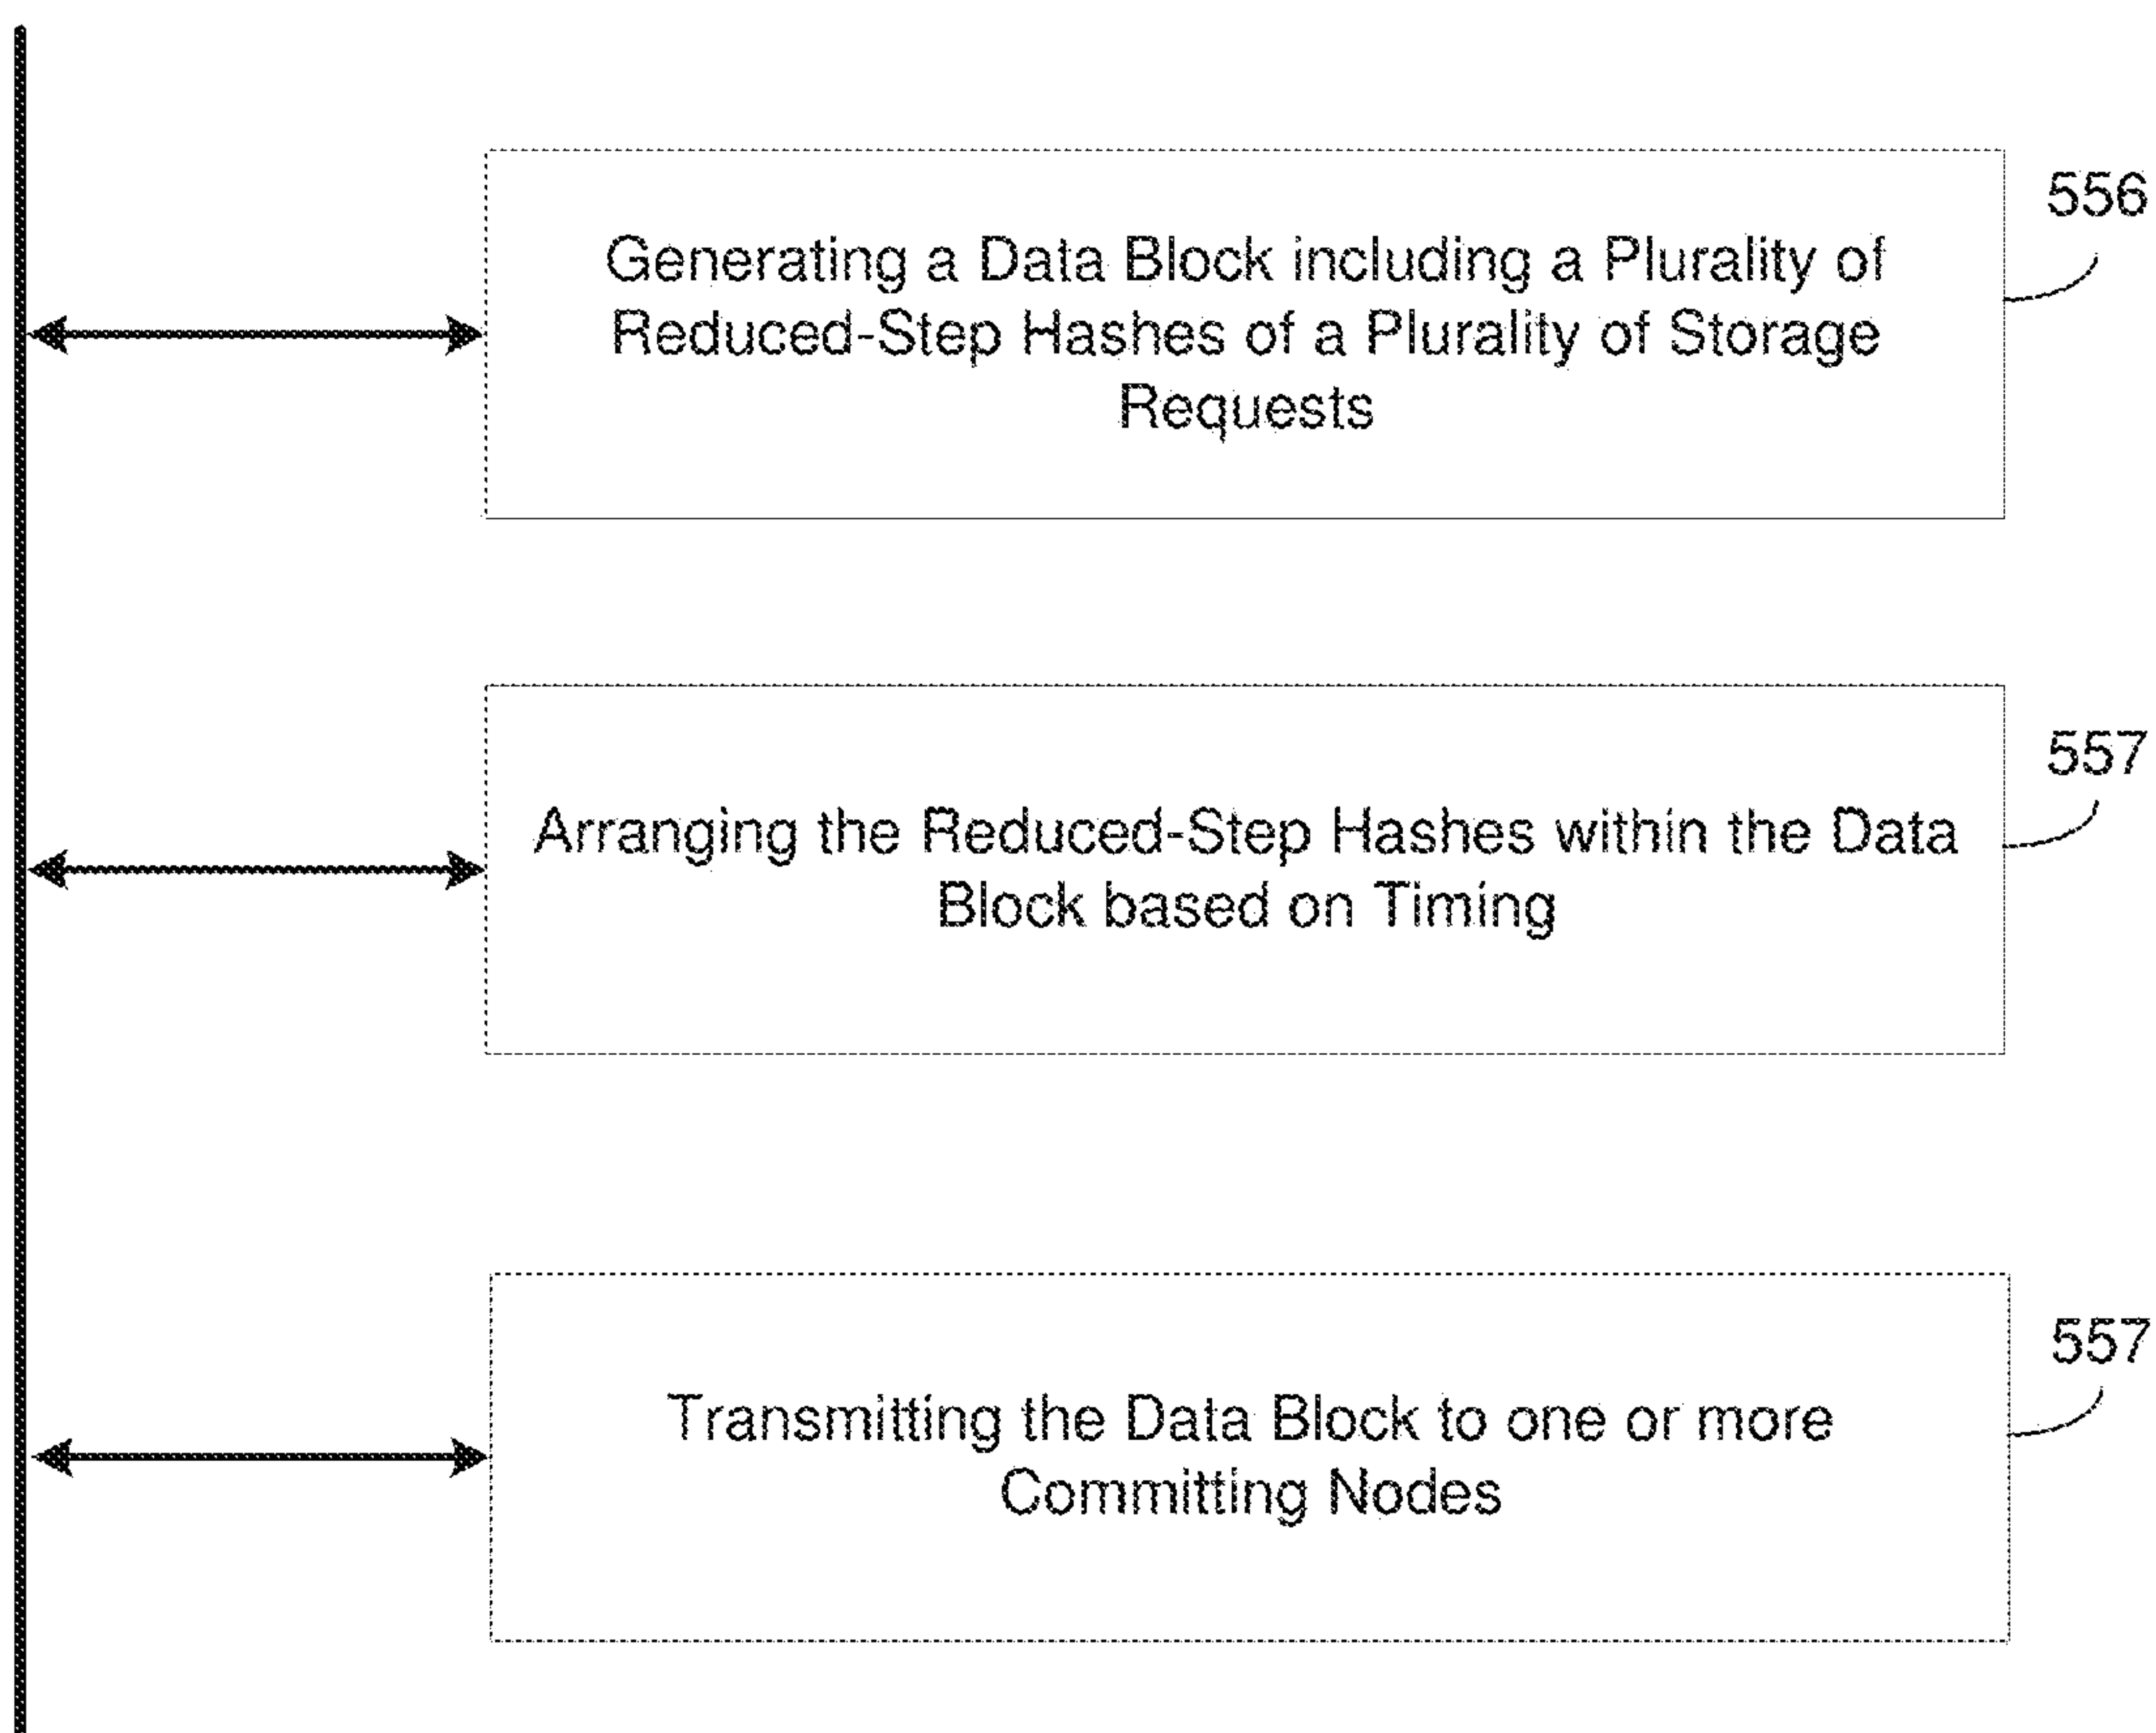 556
Generating a Data Block including a Plurality of
Reduced-Step Hashes of a Plurality of Storage
Requests
557
Arranging the Reduced-Step Hashes within the Data
Block based on Timing
557
Transmitting the Data Block to one or more
Committing Nodes